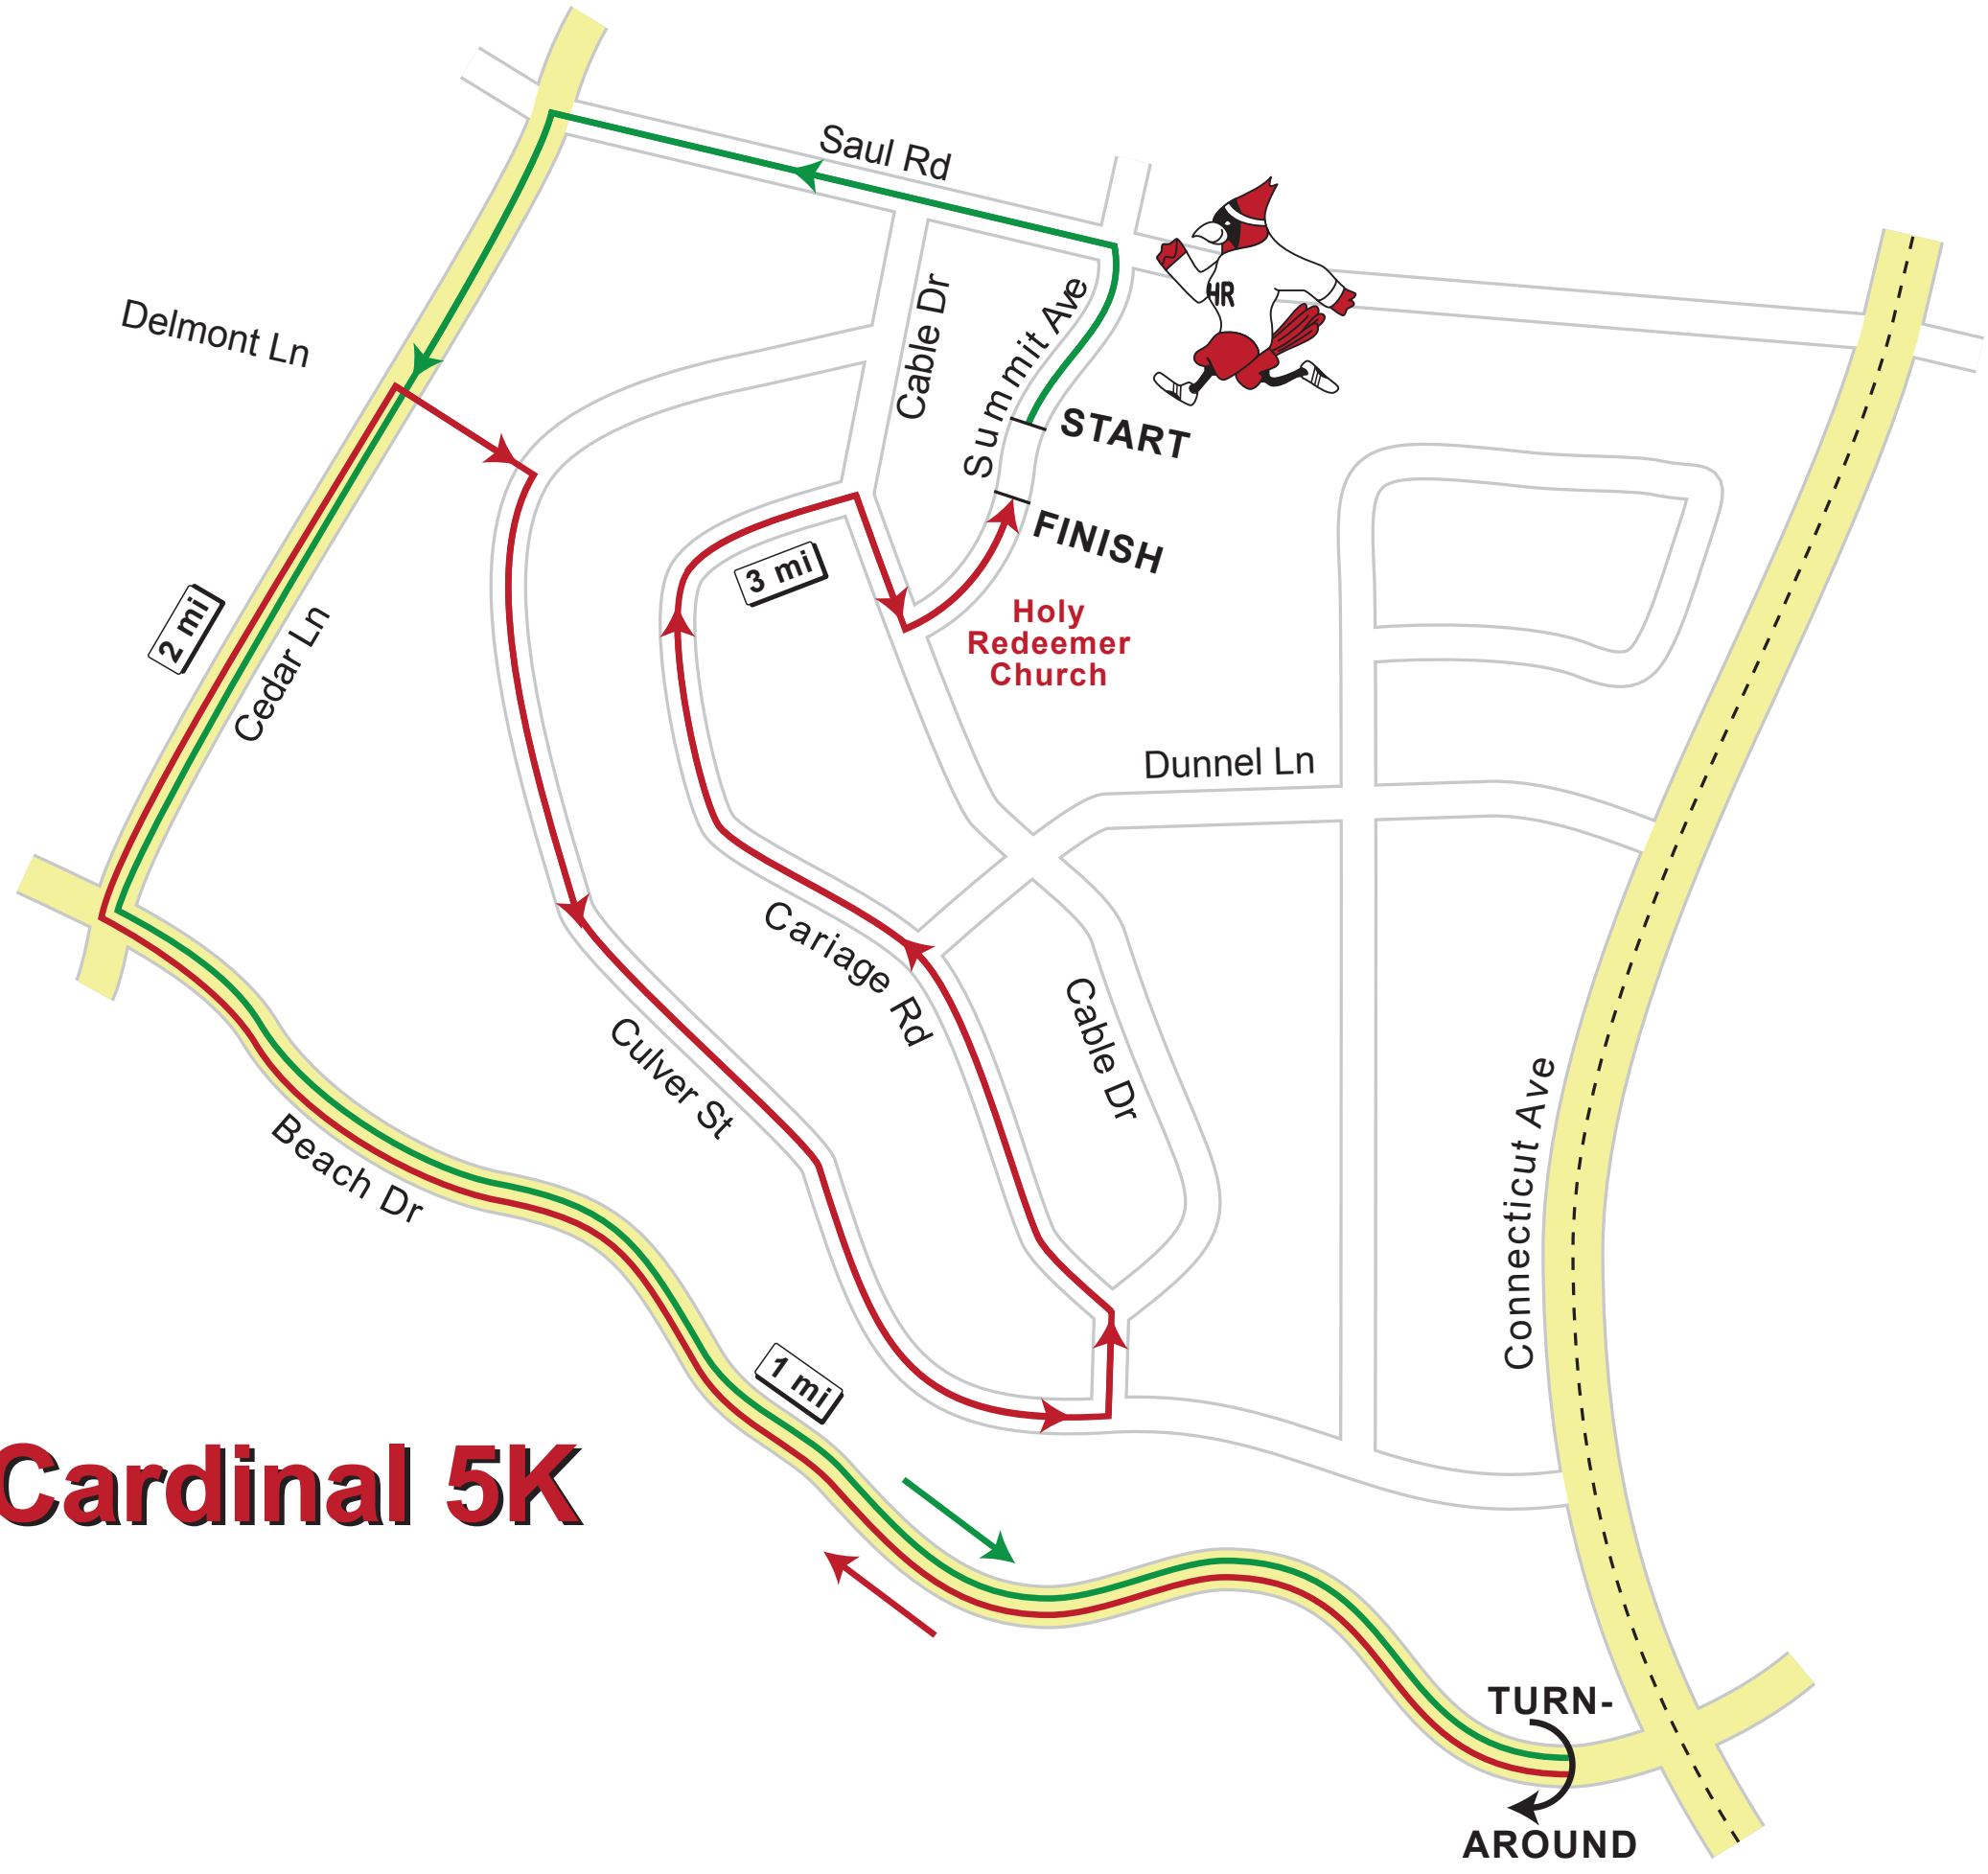 Saul Rd
Delmont Ln
Cable Dr
Summit Ave
HR
START
FINISH
3 mi
Holy
Redeemer
Church
2 mi
Cedar Ln
Dunnel Ln
Cariage Rd
Cable Dr
Culver St
Connecticut Ave
Beach Dr
1 mi
Cardinal 5K
TURN-
AROUND